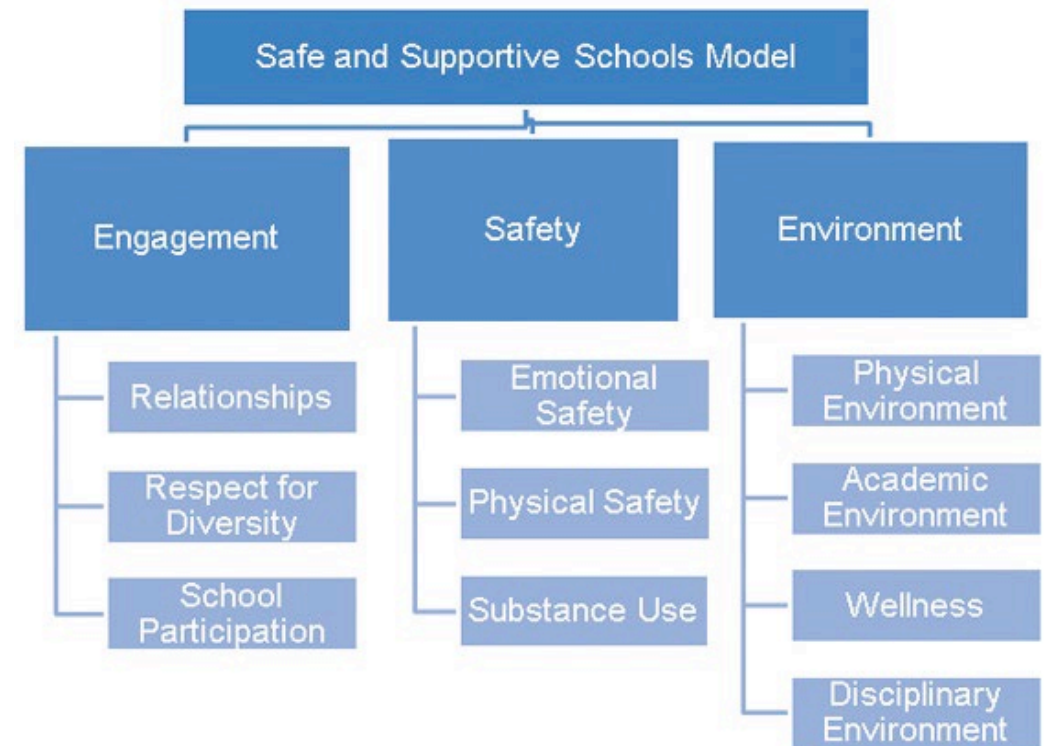 Safe and Supportive Schools Model
Engagement
Relationships
Respect for
Diversity
School
Participation
Safety
Emotional
Safety
Physical Safety
Substance Use
Environment
Physical
Environment
Academic
Environment
Wellness
Disciplinary
Environment